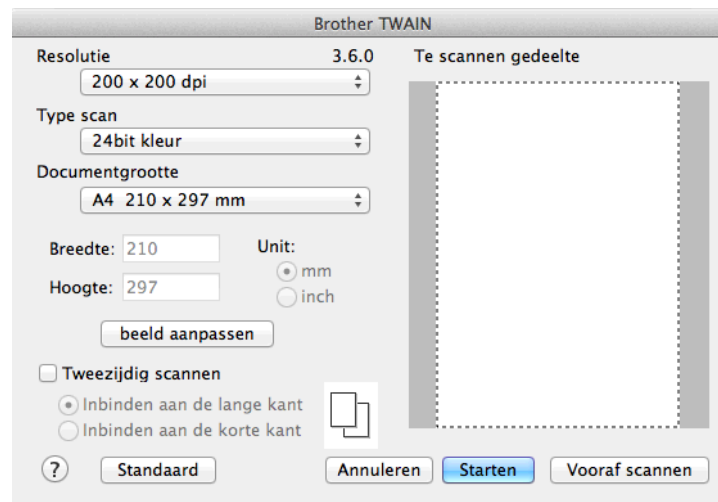 Brother TWAIN
Resolutie 3.6.0
200 x 200 dpi
Type scan
24bit kleur
Documentgrootte
A4 210 x 297 mm
Breedte: 210
Hoogte: 297
Unit:
mm
inch
beeld aanpassen
Tweezijdig scannen
Inbinden aan de lange kant
Inbinden aan de korte kant
? Standaard
Te scannen gedeelte
Annuleren Starten Vooraf scannen